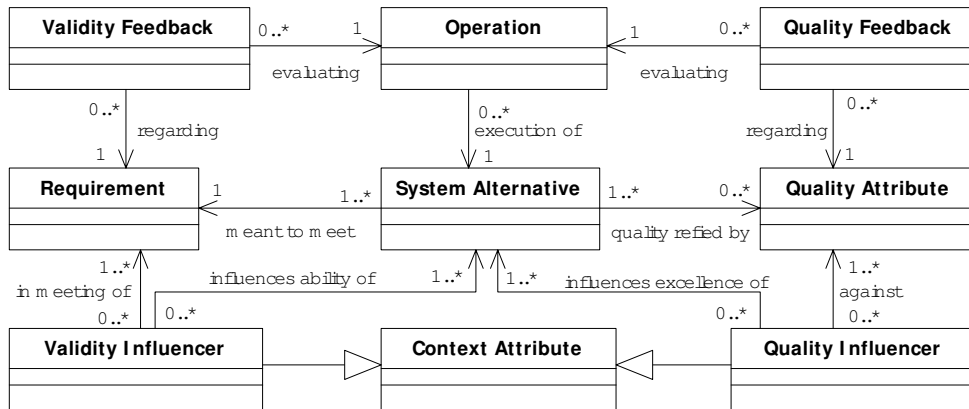 Validity Feedback
Operation
Quality Feedback
0..*
1
1
0..*
evaluating
evaluating
0..*
0..*
0..*
regarding
execution of
regarding
1
1
1
Requirement
System Alternative
Quality Attribute
1
1..*
1..*
0..*
meant to meet
quality refied by
1..*
influences ability of
1..*
1..*
influences excellence of
1..*
in meeting of
against
0..*
0..*
0..*
0..*
Validity Influencer
Context Attribute
Quality Influencer